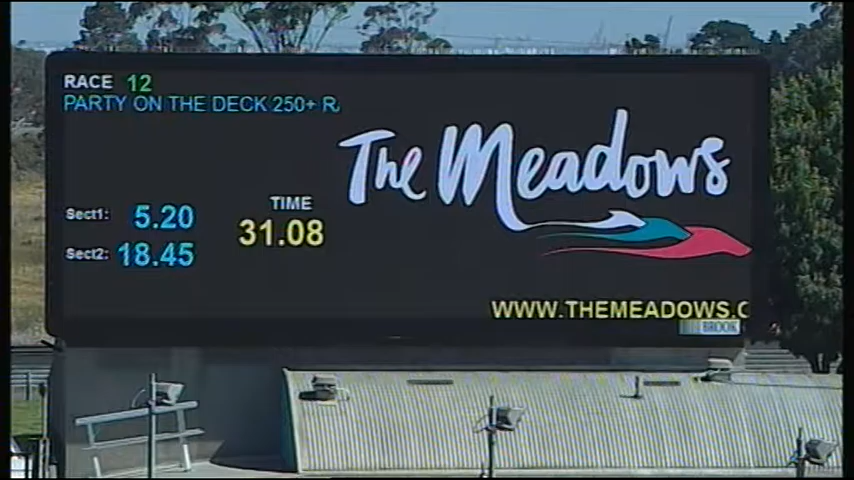 RACE 12
PARTY ON THE DECK 250+ R
The Meadows
Sect1: 5.20
Sect2: 18.45
TIME
31.08
WWW.THEMEADOWS.C
BROOK